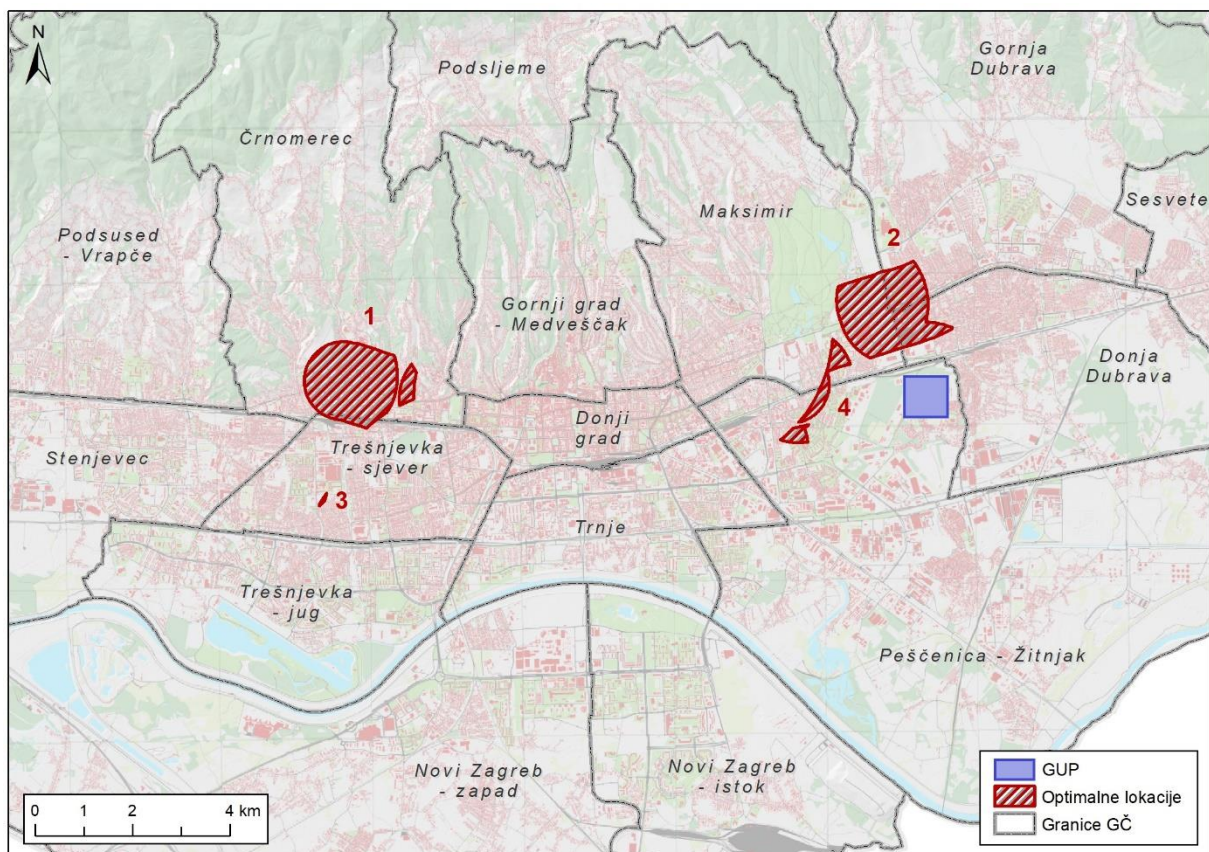 N
Podsljeme
Gornja
Dubrava
Črnomerec
Sesvete
Maksimir
Podsused
- Vrapče
2
Gornji grad
- Medveščak
1
Donja
Dubrava
Donji
grad
4
Trešnjevka
- sjever
Stenjevec
3
Trnje
Trešnjevka
- jug
Peščenica - Žitnjak
Novi Zagreb
- zapad
Novi Zagreb
- istok
GUP
Optimalne lokacije
Granice GČ
0 1 2 4 km